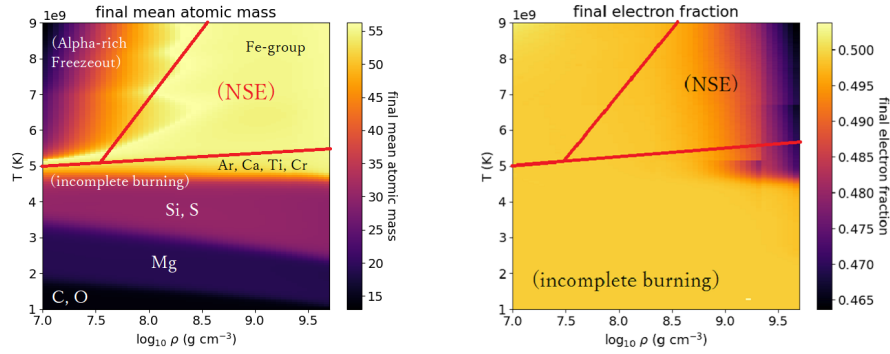 final mean atomic mass
1e9
9
8
7
6
5
4
3
2
1
T (K)
(Alpha-rich
Freezeout)
Fe-group
(NSE)
Ar, Ca, Ti, Cr
(incomplete burning)
Si, S
Mg
C, O
7.0 7.5 8.0 8.5 9.0 9.5
log10 ρ (g cm−3)
55
50
45
40
35
30
25
20
15
final mean atomic mass
final electron fraction
1e9
9
8
7
6
5
4
3
2
1
T (K)
(NSE)
(incomplete burning)
7.0 7.5 8.0 8.5 9.0 9.5
log10 ρ (g cm−3)
0.500
0.495
0.490
0.485
0.480
0.475
0.470
0.465
final electron fraction